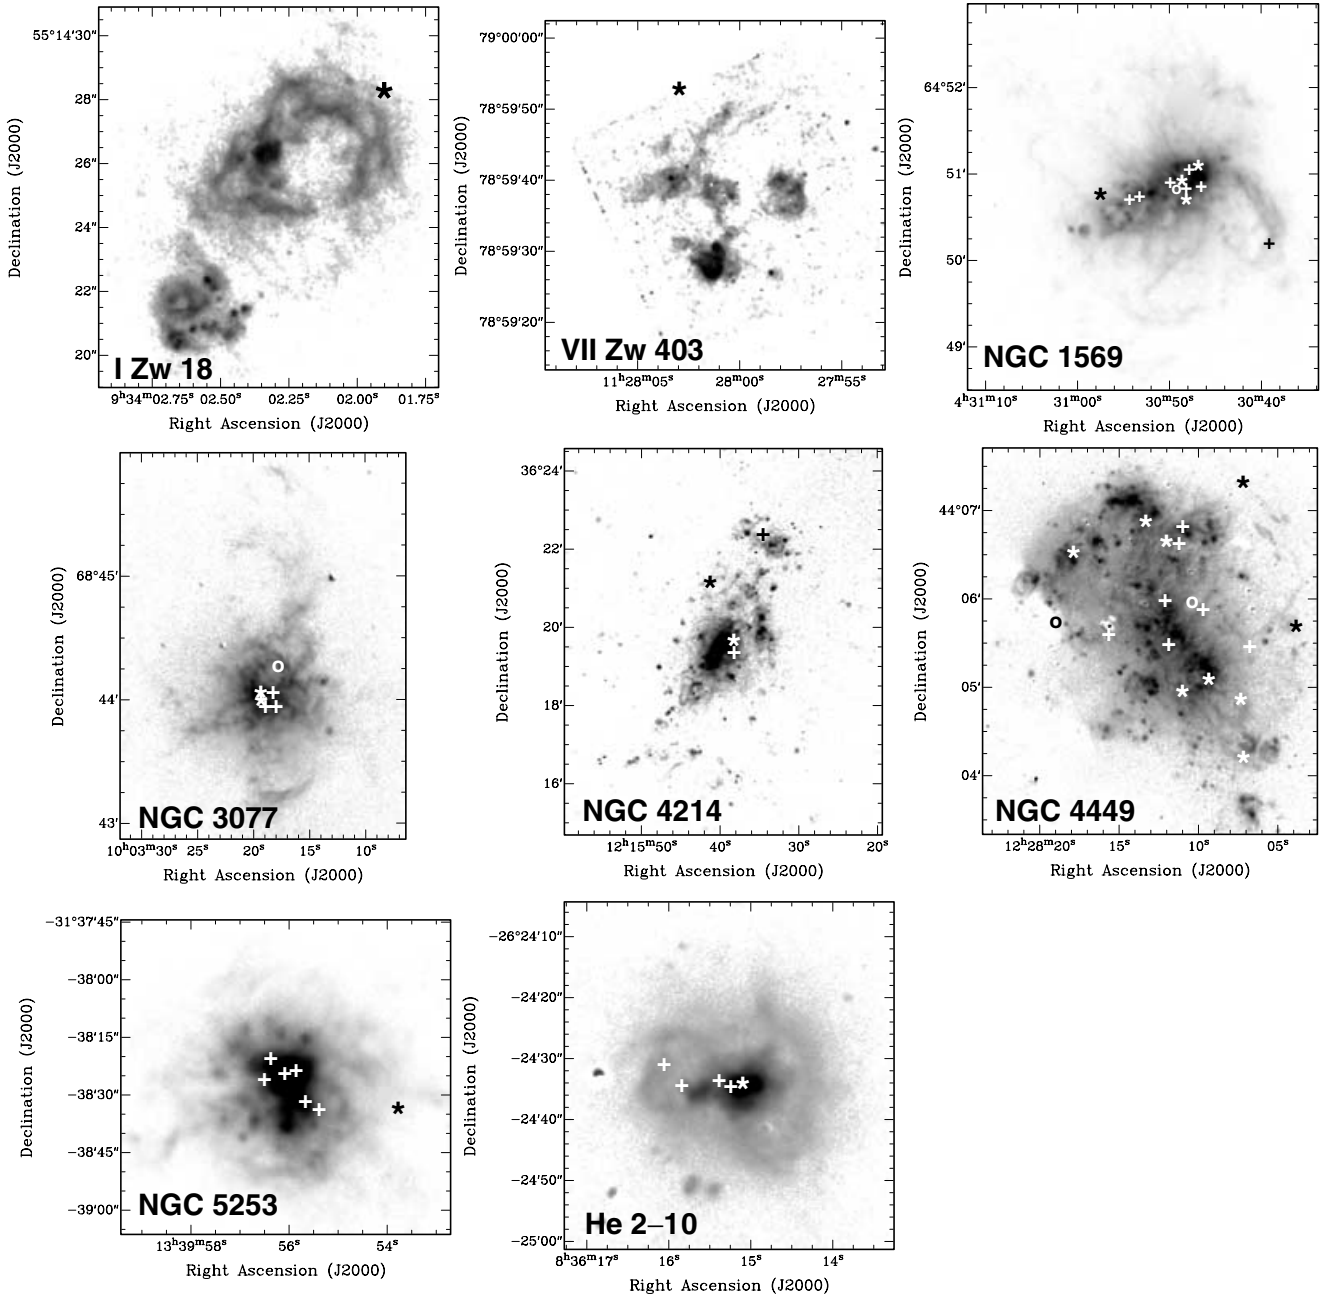 55°14′30″
28″
26″
24″
22″
20″
Declination (J2000)
I Zw 18
9ʰ34ᵐ02.75ˢ 02.50ˢ 02.25ˢ 02.00ˢ 01.75ˢ
Right Ascension (J2000)
79°00′00″
78°59′50″
78°59′40″
78°59′30″
78°59′20″
Declination (J2000)
VII Zw 403
11ʰ28ᵐ05ˢ 28ᵐ00ˢ 27ᵐ55ˢ
Right Ascension (J2000)
64°52′
51′
50′
49′
Declination (J2000)
NGC 1569
4ʰ31ᵐ10ˢ 31ᵐ00ˢ 30ᵐ50ˢ 30ᵐ40ˢ
Right Ascension (J2000)
68°45′
44′
43′
Declination (J2000)
NGC 3077
10ʰ03ᵐ30ˢ 25ˢ 20ˢ 15ˢ 10ˢ
Right Ascension (J2000)
36°24′
22′
20′
18′
16′
Declination (J2000)
NGC 4214
12ʰ15ᵐ50ˢ 40ˢ 30ˢ 20ˢ
Right Ascension (J2000)
44°07′
06′
05′
04′
Declination (J2000)
NGC 4449
12ʰ28ᵐ20ˢ 15ˢ 10ˢ 05ˢ
Right Ascension (J2000)
−31°37′45″
−38′00″
−38′15″
−38′30″
−38′45″
−39′00″
Declination (J2000)
NGC 5253
13ʰ39ᵐ58ˢ 56ˢ 54ˢ
Right Ascension (J2000)
−26°24′10″
−24′20″
−24′30″
−24′40″
−24′50″
−25′00″
Declination (J2000)
He 2–10
8ʰ36ᵐ17ˢ 16ˢ 15ˢ 14ˢ
Right Ascension (J2000)